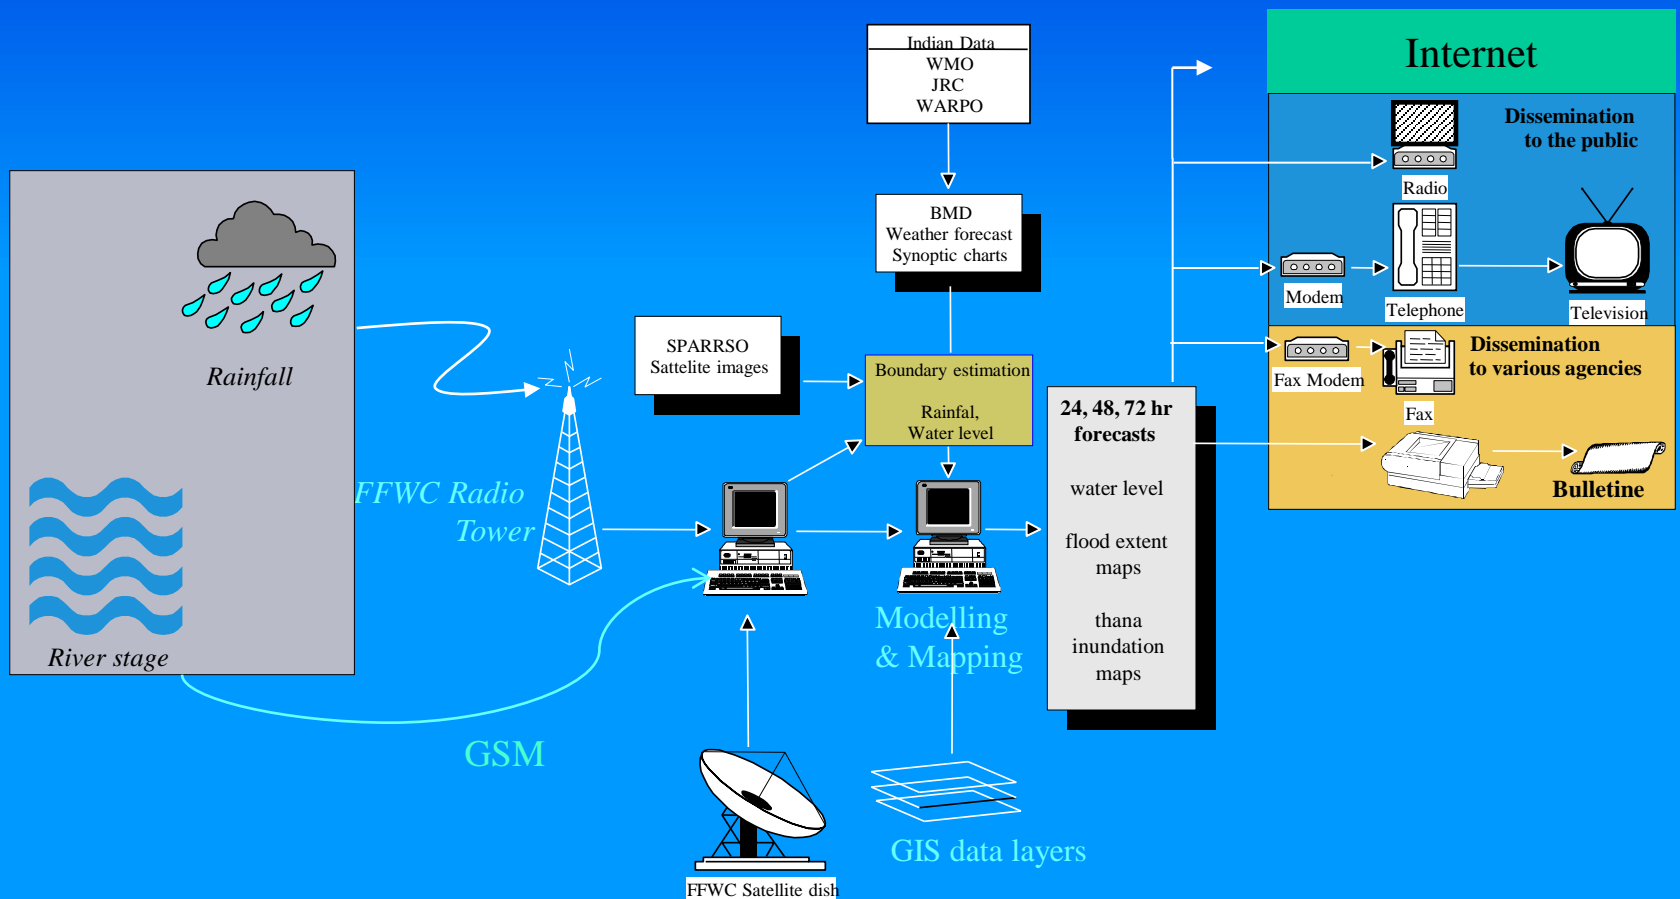 Indian Data
WMO
JRC
WARPO
Internet
Dissemination
to the public
Radio
BMD
Weather forecast
Synoptic charts
Modem
Telephone
Television
SPARRSO
Sattelite images
Boundary estimation
Rainfal,
Water level
Rainfall
Dissemination
to various agencies
Fax Modem
Fax
Bulletine
24, 48, 72 hr
forecasts
water level
flood extent
maps
thana
inundation
maps
FFWC Radio
Tower
River stage
Modelling
& Mapping
GSM
GIS data layers
FFWC Satellite dish